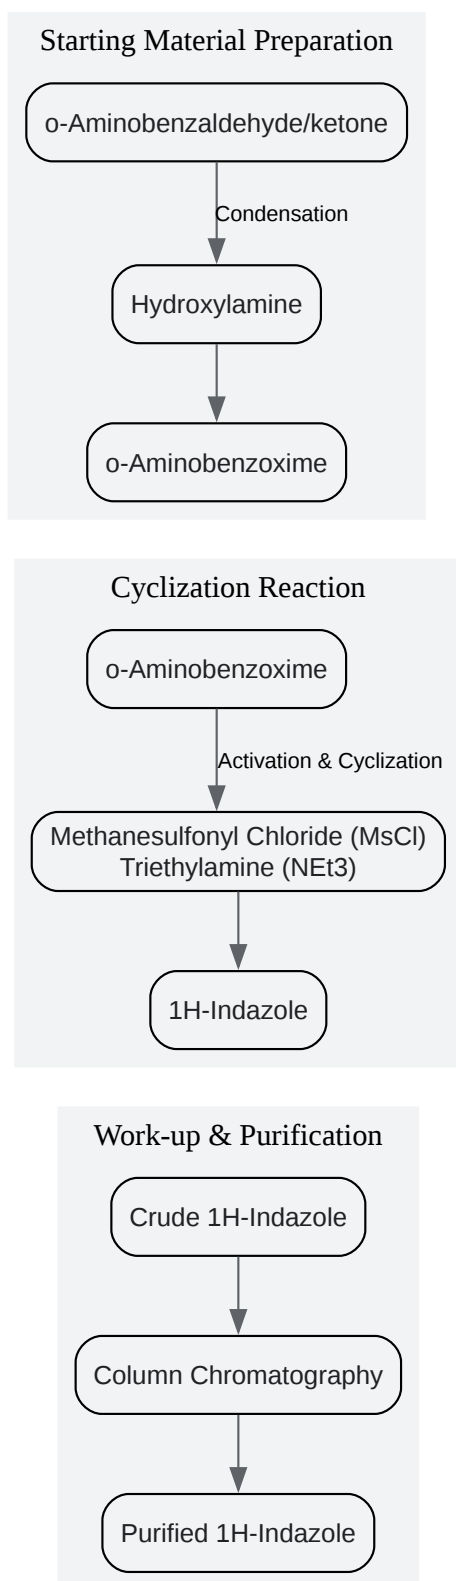 Starting Material Preparation
o-Aminobenzaldehyde/ketone
Condensation
Hydroxylamine
o-Aminobenzoxime
Cyclization Reaction
o-Aminobenzoxime
Activation & Cyclization
Methanesulfonyl Chloride (MsCl)
Triethylamine (NEt3)
1H-Indazole
Work-up & Purification
Crude 1H-Indazole
Column Chromatography
Purified 1H-Indazole